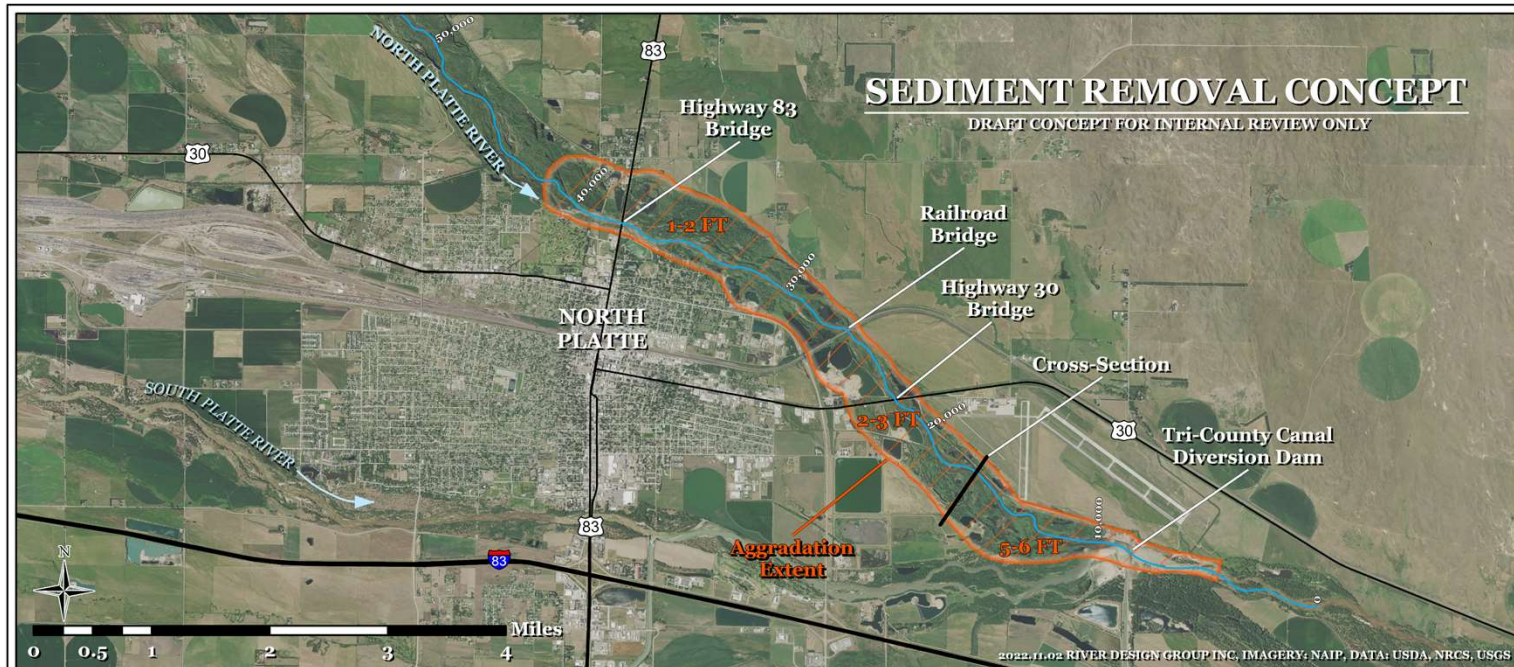 SEDIMENT REMOVAL CONCEPT
DRAFT CONCEPT FOR INTERNAL REVIEW ONLY
50,000
NORTH PLATTE RIVER
83
30
Highway 83
Bridge
40,000
1-2 FT
Railroad
Bridge
30,000
Highway 30
Bridge
NORTH
PLATTE
Cross-Section
SOUTH PLATTE RIVER
2-3 FT
20,000
30
Tri-County Canal
Diversion Dam
83
10,000
Aggradation
Extent
5-6 FT
83
N
0
Miles
0 0.5 1 2 3 4
2022.11.02 RIVER DESIGN GROUP INC, IMAGERY: NAIP, DATA: USDA, NRCS, USGS